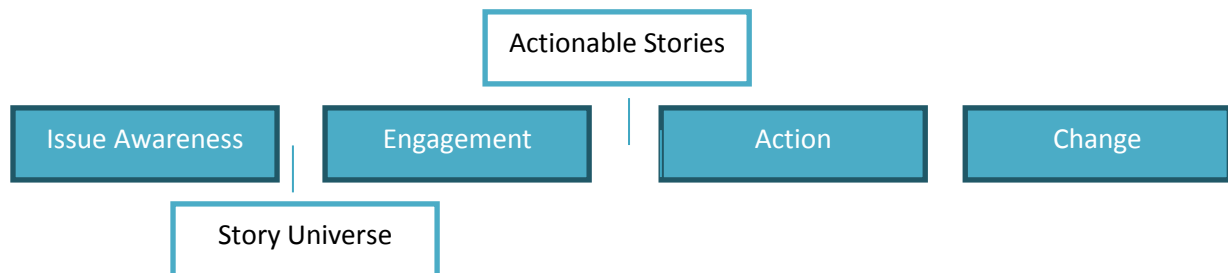 Actionable Stories
Issue Awareness
Engagement
Action
Change
Story Universe